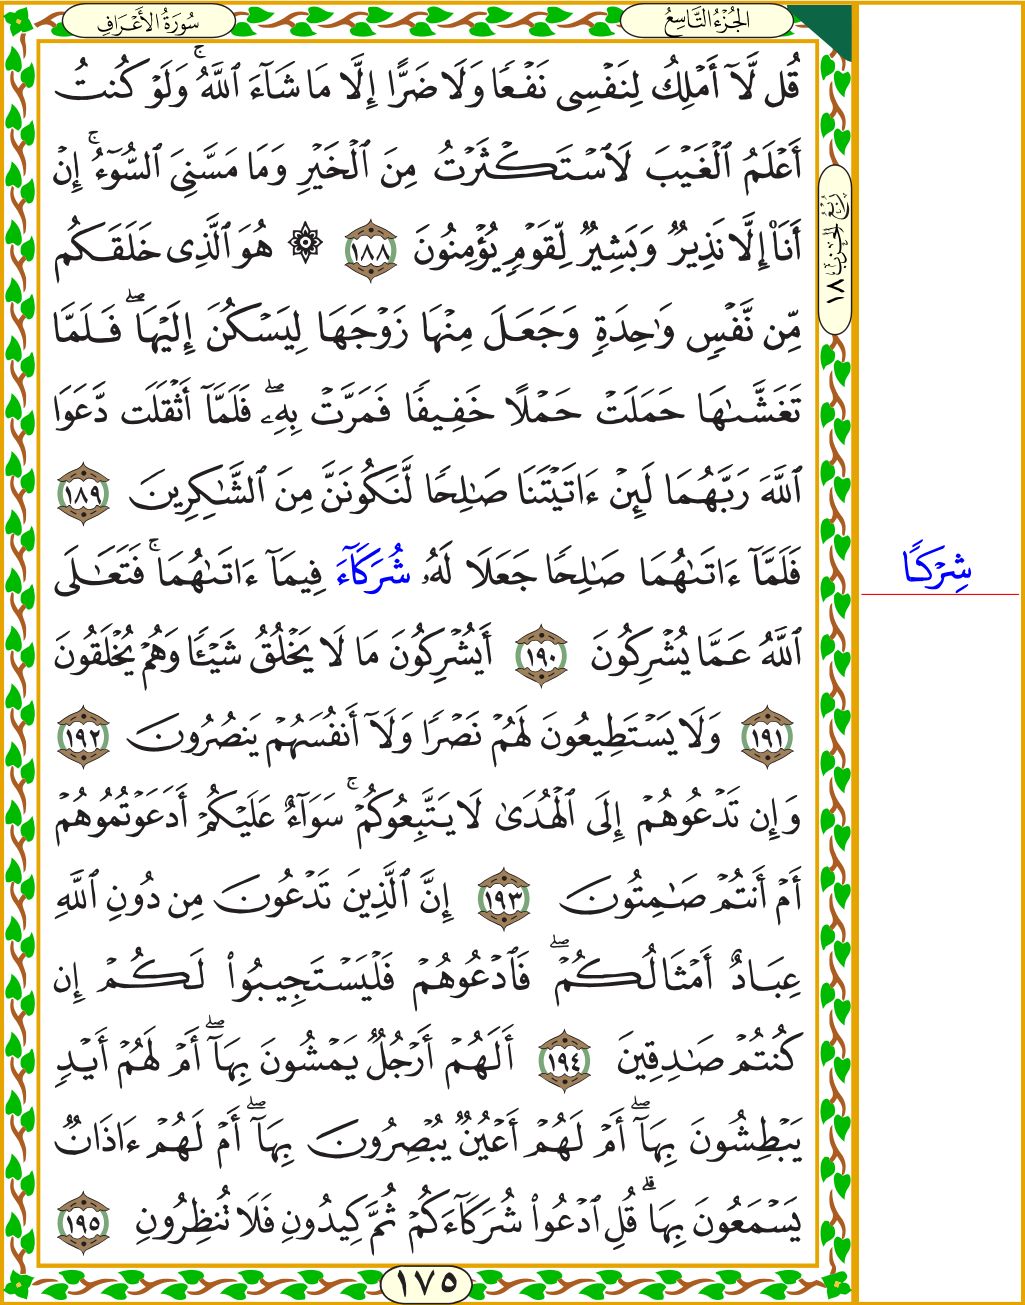 الجُزْءُ التَّاسِعُ
سُورَةُ الأَعْرَافِ
قُل لَّآ أَمْلِكُ لِنَفْسِى نَفْعًا وَلَا ضَرًّا إِلَّا مَا شَآءَ ٱللَّهُ ۚ وَلَوْ كُنتُ
أَعْلَمُ ٱلْغَيْبَ لَٱسْتَكْثَرْتُ مِنَ ٱلْخَيْرِ وَمَا مَسَّنِىَ ٱلسُّوٓءُ ۚ إِنْ
أَنَا۠ إِلَّا نَذِيرٌ وَبَشِيرٌ لِّقَوْمٍ يُؤْمِنُونَ ١٨٨ ۞ هُوَ ٱلَّذِى خَلَقَكُم
مِّن نَّفْسٍ وَٰحِدَةٍ وَجَعَلَ مِنْهَا زَوْجَهَا لِيَسْكُنَ إِلَيْهَا ۖ فَلَمَّا
تَغَشَّىٰهَا حَمَلَتْ حَمْلًا خَفِيفًا فَمَرَّتْ بِهِۦ ۖ فَلَمَّآ أَثْقَلَت دَّعَوَا
ٱللَّهَ رَبَّهُمَا لَئِنْ ءَاتَيْتَنَا صَٰلِحًا لَّنَكُونَنَّ مِنَ ٱلشَّٰكِرِينَ ١٨٩
فَلَمَّآ ءَاتَىٰهُمَا صَٰلِحًا جَعَلَا لَهُۥ شُرَكَآءَ فِيمَآ ءَاتَىٰهُمَا ۚ فَتَعَٰلَى
ٱللَّهُ عَمَّا يُشْرِكُونَ ١٩٠ أَيُشْرِكُونَ مَا لَا يَخْلُقُ شَيْـًٔا وَهُمْ يُخْلَقُونَ
١٩١ وَلَا يَسْتَطِيعُونَ لَهُمْ نَصْرًا وَلَآ أَنفُسَهُمْ يَنصُرُونَ ١٩٢
وَإِن تَدْعُوهُمْ إِلَى ٱلْهُدَىٰ لَا يَتَّبِعُوكُمْ ۚ سَوَآءٌ عَلَيْكُمْ أَدَعَوْتُمُوهُمْ
أَمْ أَنتُمْ صَٰمِتُونَ ١٩٣ إِنَّ ٱلَّذِينَ تَدْعُونَ مِن دُونِ ٱللَّهِ
عِبَادٌ أَمْثَالُكُمْ ۖ فَٱدْعُوهُمْ فَلْيَسْتَجِيبُوا۟ لَكُمْ إِن
كُنتُمْ صَٰدِقِينَ ١٩٤ أَلَهُمْ أَرْجُلٌ يَمْشُونَ بِهَآ ۖ أَمْ لَهُمْ أَيْدٍ
يَبْطِشُونَ بِهَآ ۖ أَمْ لَهُمْ أَعْيُنٌ يُبْصِرُونَ بِهَآ ۖ أَمْ لَهُمْ ءَاذَانٌ
يَسْمَعُونَ بِهَا ۗ قُلِ ٱدْعُوا۟ شُرَكَآءَكُمْ ثُمَّ كِيدُونِ فَلَا تُنظِرُونِ ١٩٥
١٧٥
رُبْعُ الحِزْب ١٨
شِرْكًا